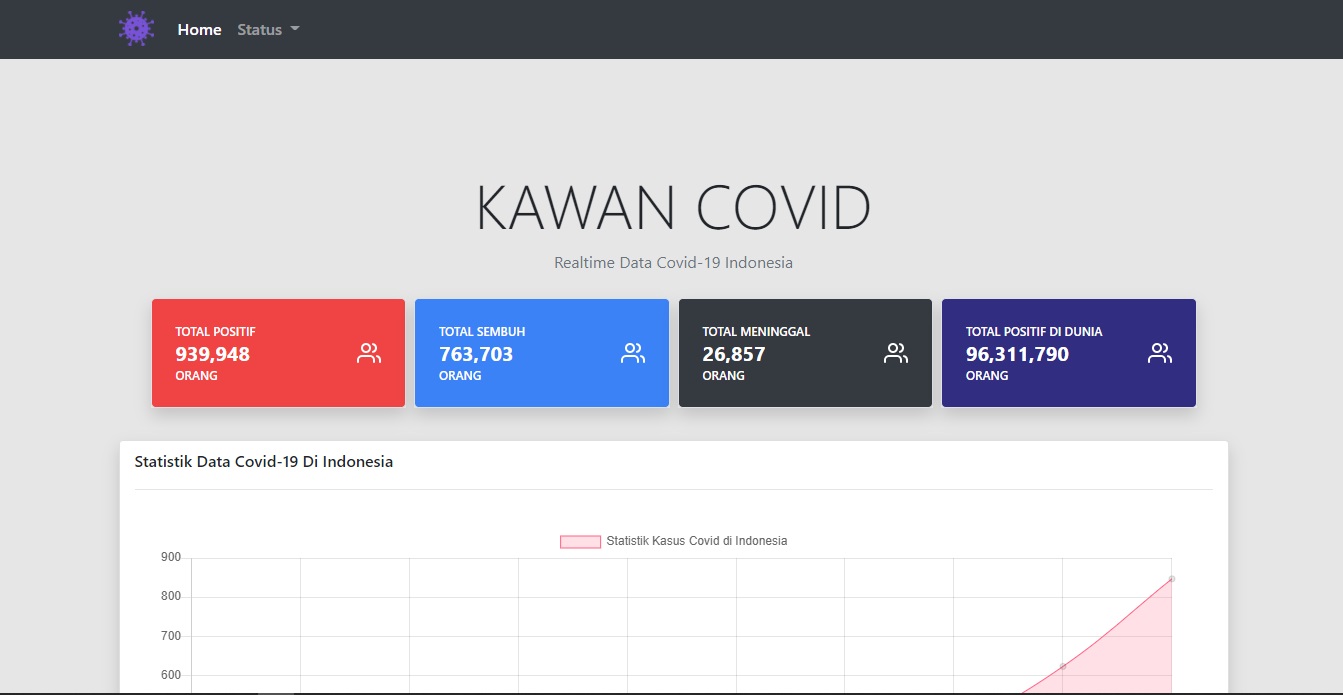 Home Status
KAWAN COVID
Realtime Data Covid-19 Indonesia
TOTAL POSITIF
939,948
ORANG
TOTAL SEMBUH
763,703
ORANG
TOTAL MENINGGAL
26,857
ORANG
TOTAL POSITIF DI DUNIA
96,311,790
ORANG
Statistik Data Covid-19 Di Indonesia
Statistik Kasus Covid di Indonesia
900
800
700
600